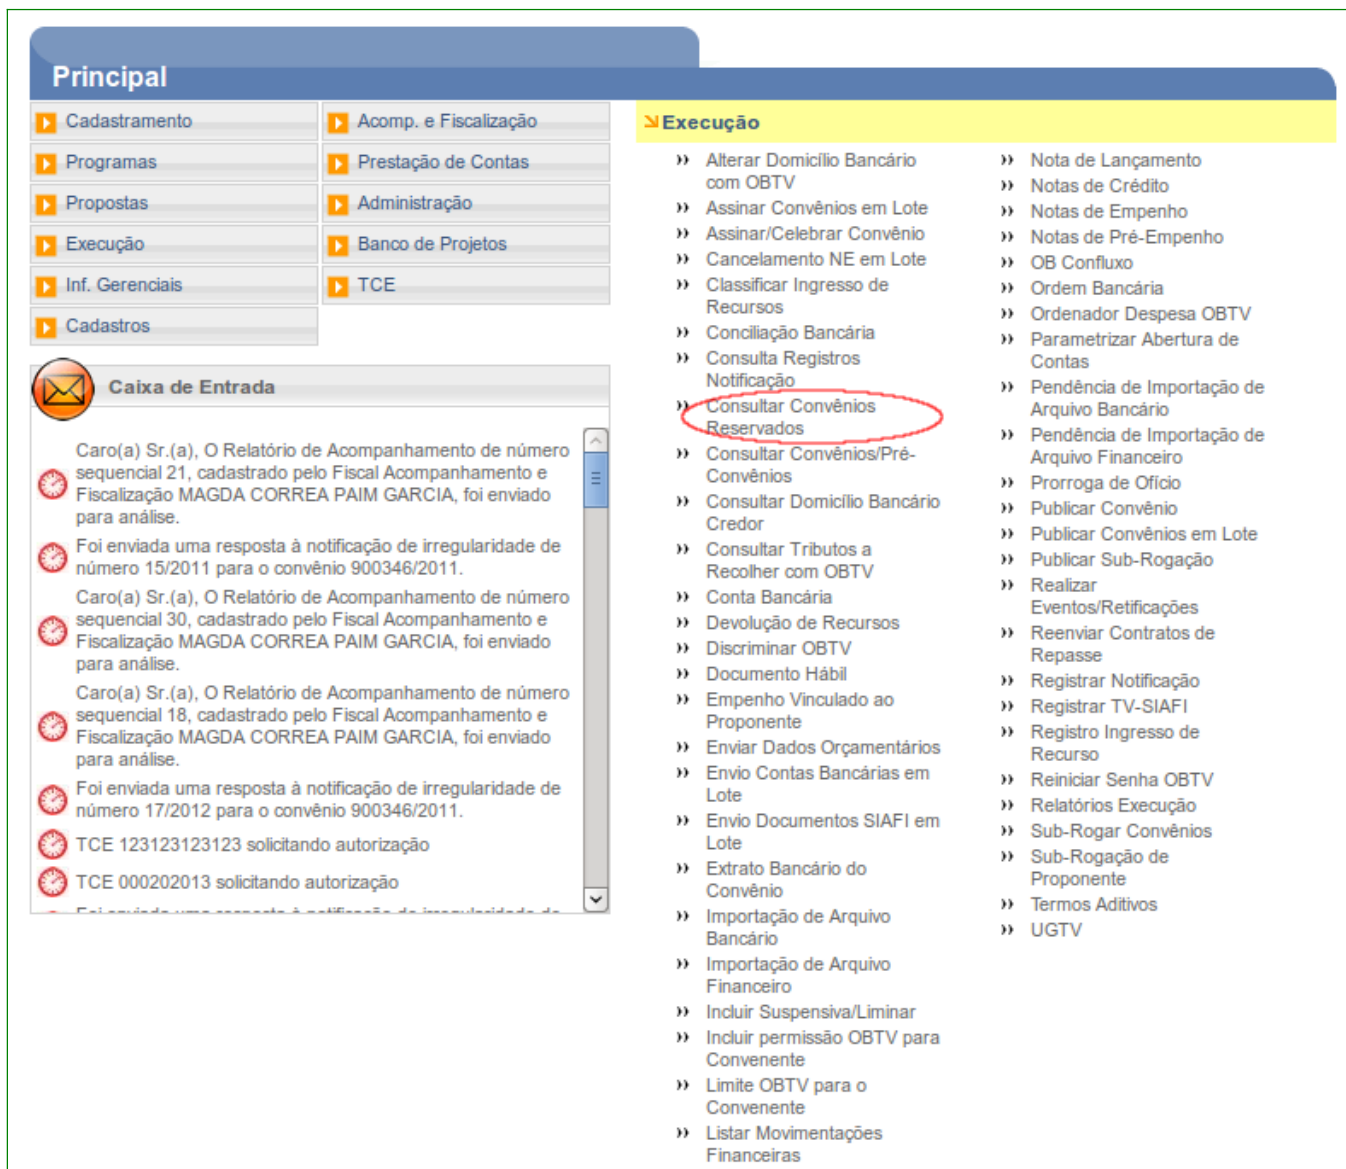 Principal
Cadastramento
Acomp. e Fiscalização
Programas
Prestação de Contas
Propostas
Administração
Execução
Banco de Projetos
Inf. Gerenciais
TCE
Cadastros
Caixa de Entrada
Caro(a) Sr.(a), O Relatório de Acompanhamento de número
sequencial 21, cadastrado pelo Fiscal Acompanhamento e
Fiscalização MAGDA CORREA PAIM GARCIA, foi enviado
para análise.
Foi enviada uma resposta à notificação de irregularidade de
número 15/2011 para o convênio 900346/2011.
Caro(a) Sr.(a), O Relatório de Acompanhamento de número
sequencial 30, cadastrado pelo Fiscal Acompanhamento e
Fiscalização MAGDA CORREA PAIM GARCIA, foi enviado
para análise.
Caro(a) Sr.(a), O Relatório de Acompanhamento de número
sequencial 18, cadastrado pelo Fiscal Acompanhamento e
Fiscalização MAGDA CORREA PAIM GARCIA, foi enviado
para análise.
Foi enviada uma resposta à notificação de irregularidade de
número 17/2012 para o convênio 900346/2011.
TCE 123123123123 solicitando autorização
TCE 000202013 solicitando autorização
Foi enviada uma resposta à notificação de irregularidade de
Execução
Alterar Domicílio Bancário
com OBTV
Assinar Convênios em Lote
Assinar/Celebrar Convênio
Cancelamento NE em Lote
Classificar Ingresso de
Recursos
Conciliação Bancária
Consulta Registros
Notificação
Consultar Convênios
Reservados
Consultar Convênios/Pré-
Convênios
Consultar Domicílio Bancário
Credor
Consultar Tributos a
Recolher com OBTV
Conta Bancária
Devolução de Recursos
Discriminar OBTV
Documento Hábil
Empenho Vinculado ao
Proponente
Enviar Dados Orçamentários
Envio Contas Bancárias em
Lote
Envio Documentos SIAFI em
Lote
Extrato Bancário do
Convênio
Importação de Arquivo
Bancário
Importação de Arquivo
Financeiro
Incluir Suspensiva/Liminar
Incluir permissão OBTV para
Convenente
Limite OBTV para o
Convenente
Listar Movimentações
Financeiras
Nota de Lançamento
Notas de Crédito
Notas de Empenho
Notas de Pré-Empenho
OB Confluxo
Ordem Bancária
Ordenador Despesa OBTV
Parametrizar Abertura de
Contas
Pendência de Importação de
Arquivo Bancário
Pendência de Importação de
Arquivo Financeiro
Prorroga de Ofício
Publicar Convênio
Publicar Convênios em Lote
Publicar Sub-Rogação
Realizar
Eventos/Retificações
Reenviar Contratos de
Repasse
Registrar Notificação
Registrar TV-SIAFI
Registro Ingresso de
Recurso
Reiniciar Senha OBTV
Relatórios Execução
Sub-Rogar Convênios
Sub-Rogação de
Proponente
Termos Aditivos
UGTV